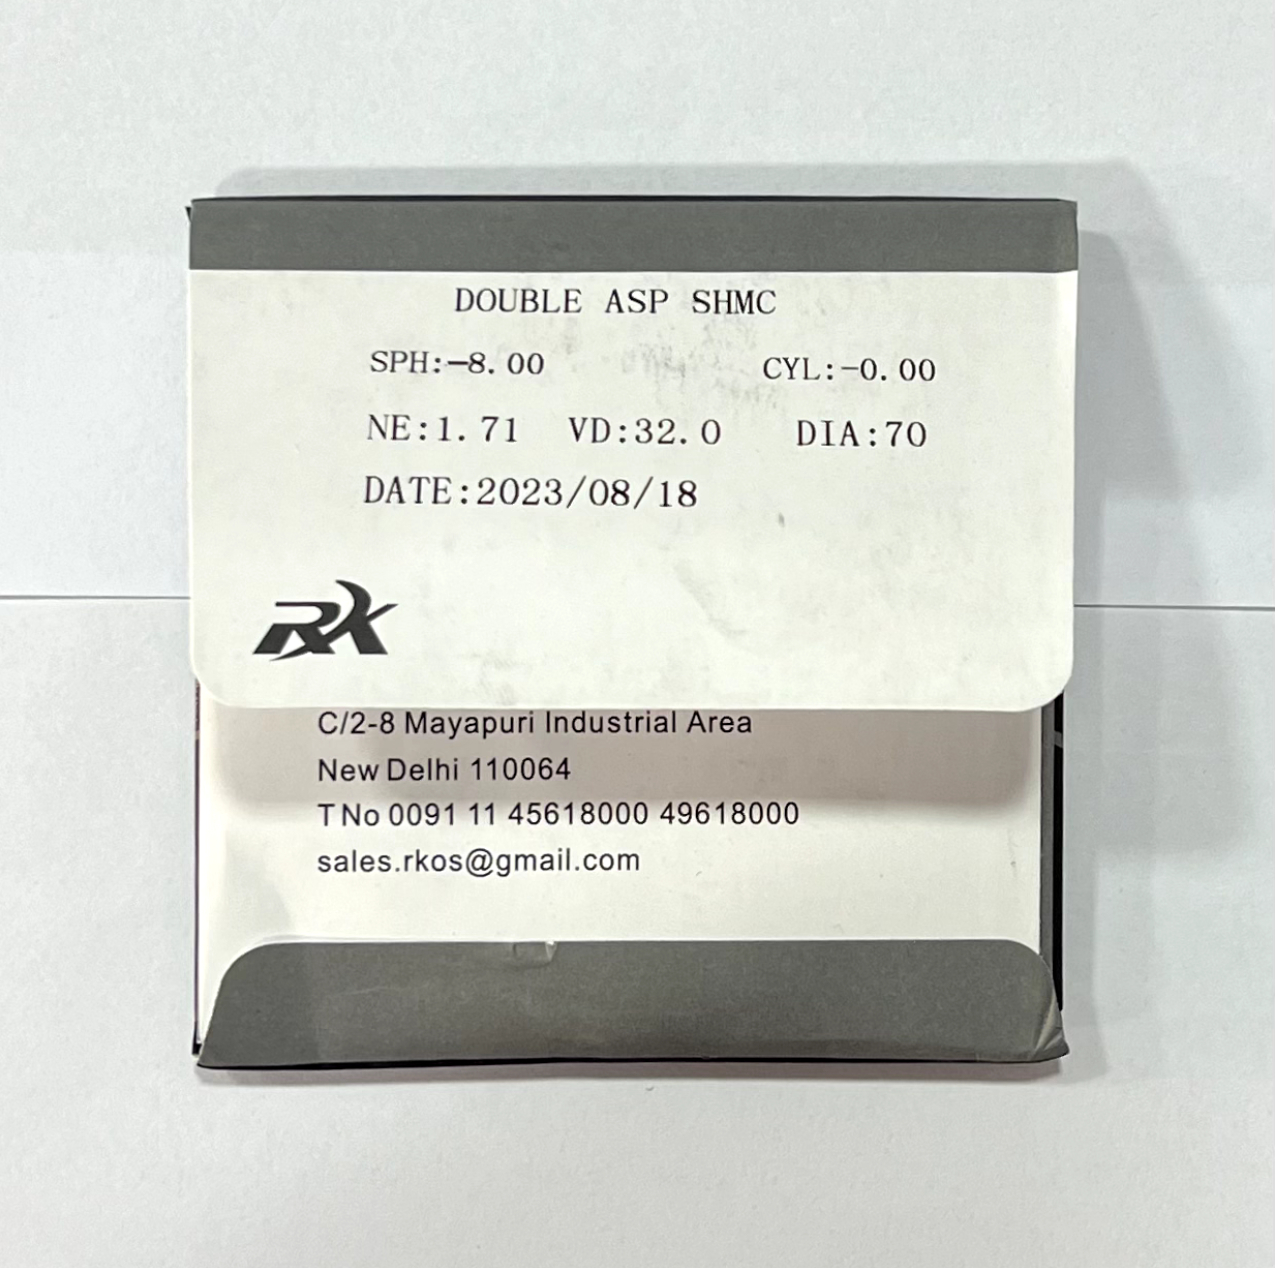 DOUBLE ASP SHMC
SPH:-8.00 CYL:-0.00
NE:1.71 VD:32.0 DIA:70
DATE:2023/08/18
RX
C/2-8 Mayapuri Industrial Area
New Delhi 110064
T No 0091 11 45618000 49618000
sales.rkos@gmail.com